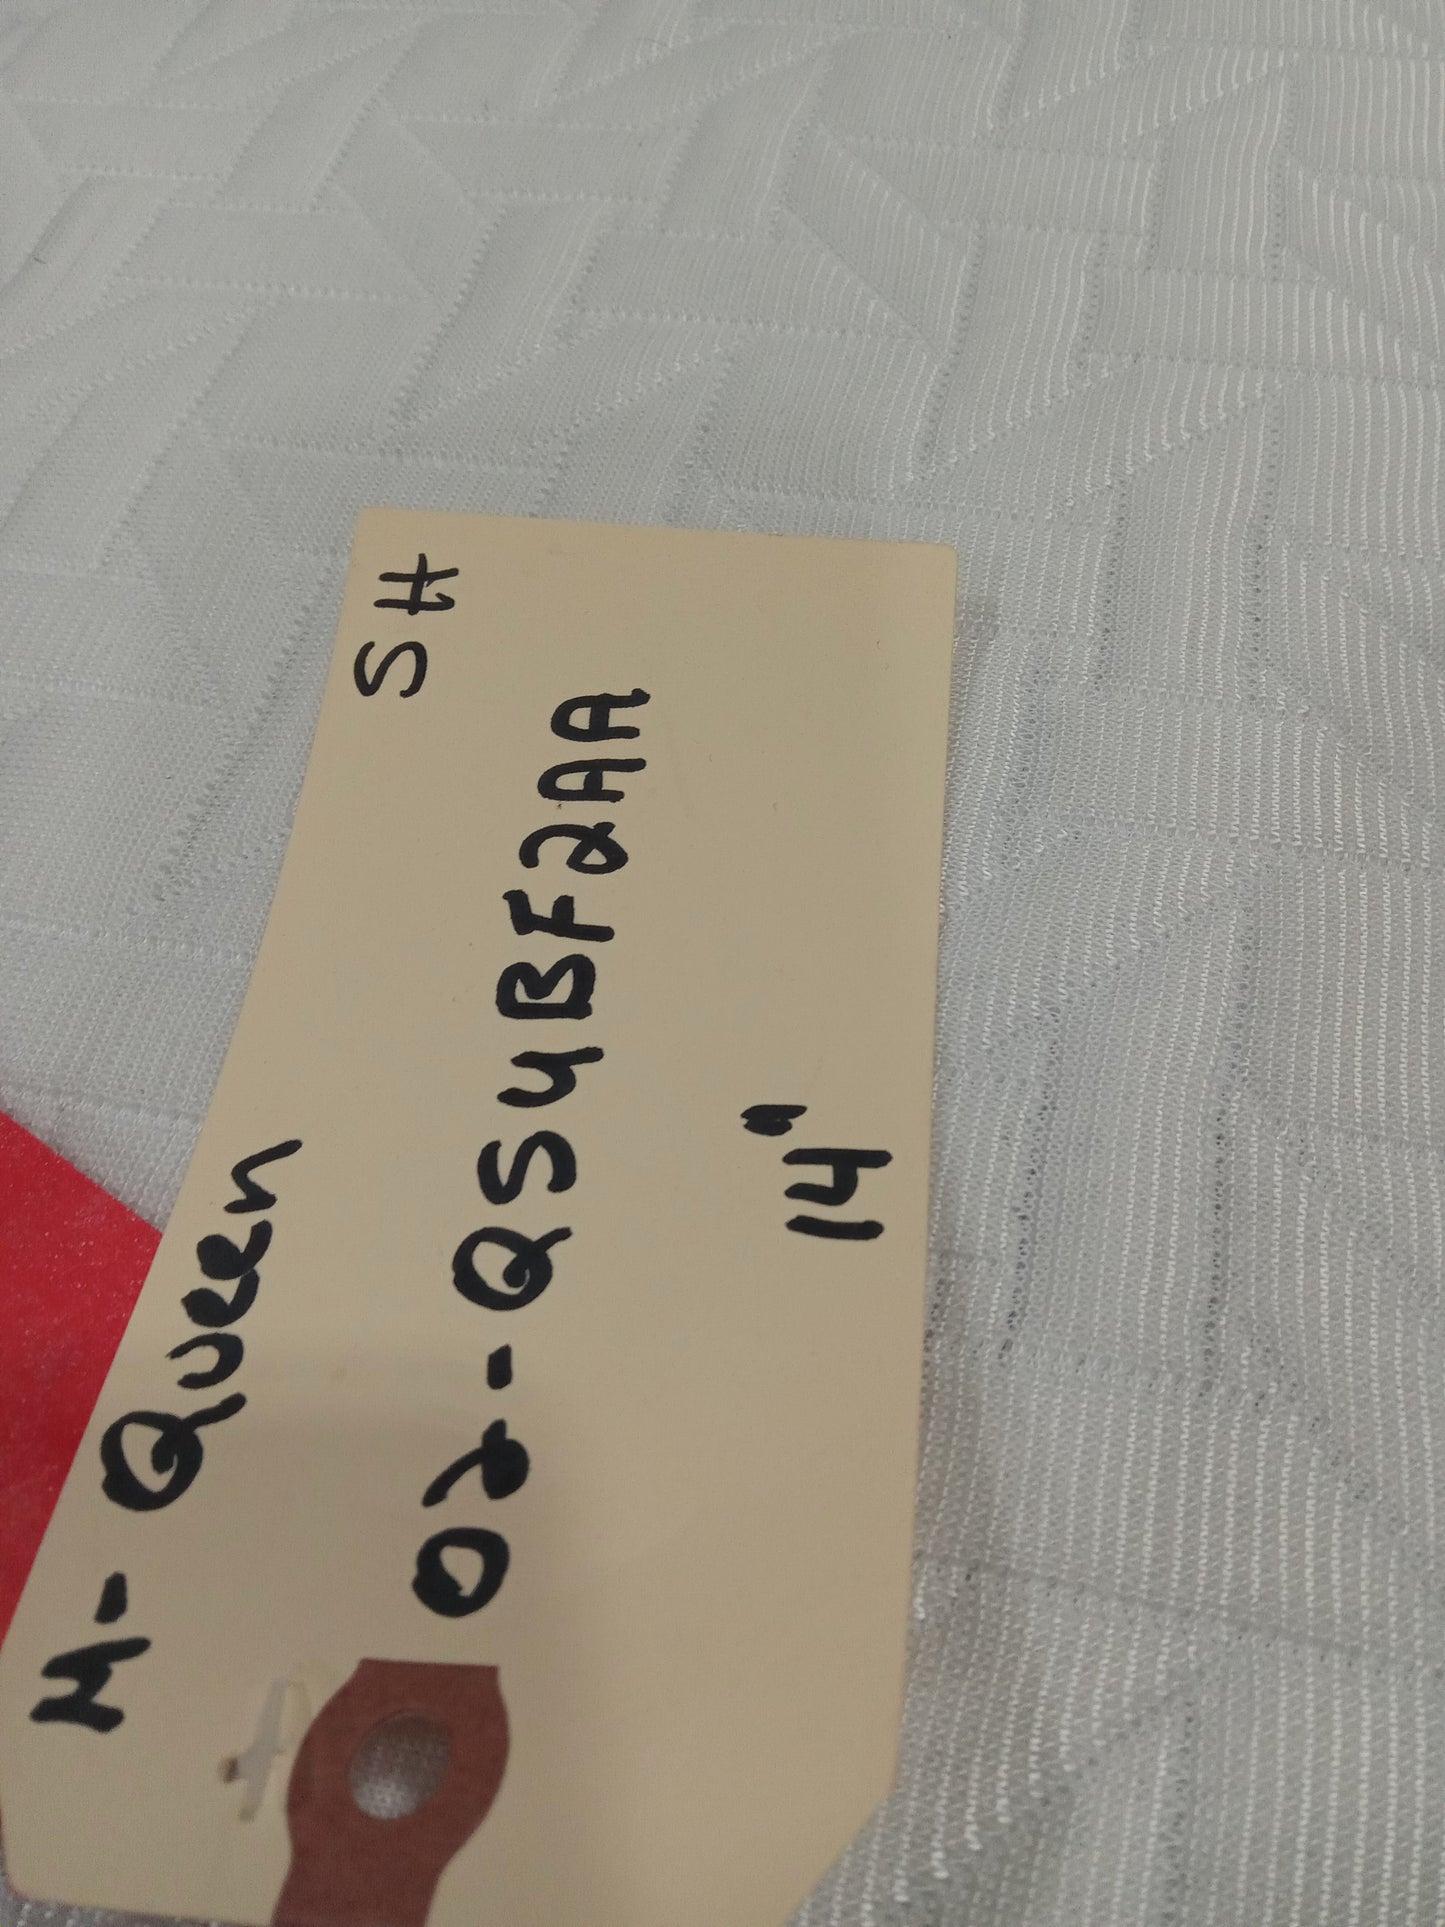 SH
M-Queen
02-QS4BF2AA
14"